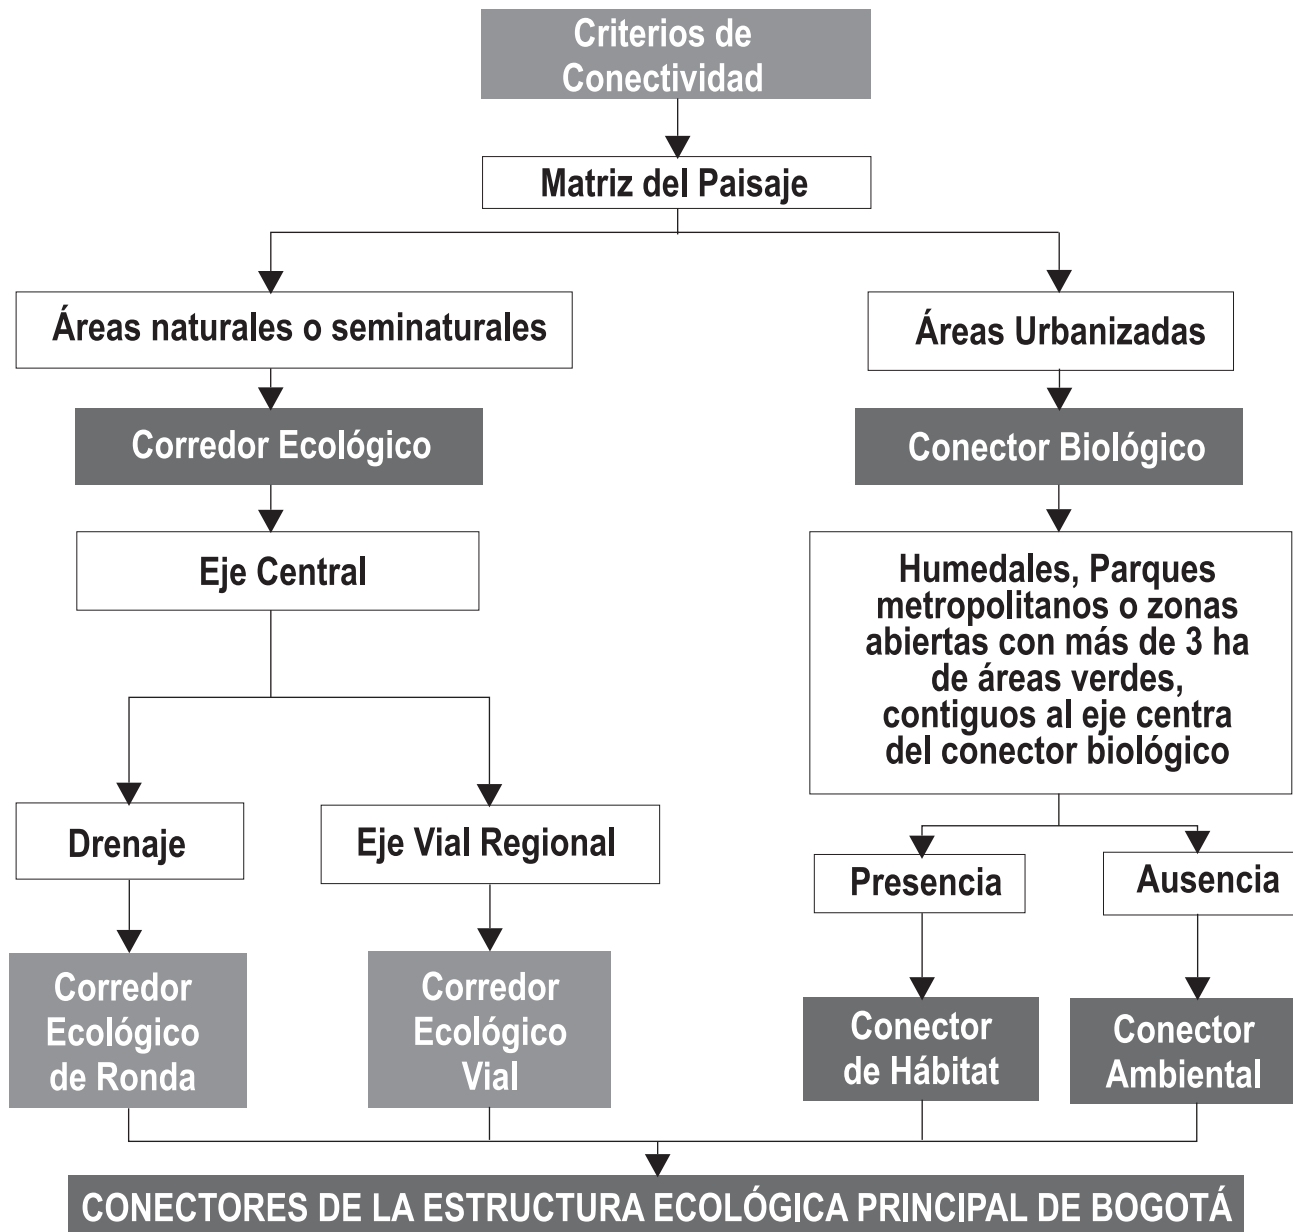 Criterios de
Conectividad
Matriz del Paisaje
Áreas naturales o seminaturales
Áreas Urbanizadas
Corredor Ecológico
Conector Biológico
Eje Central
Humedales, Parques
metropolitanos o zonas
abiertas con más de 3 ha
de áreas verdes,
contiguos al eje centra
del conector biológico
Drenaje
Eje Vial Regional
Presencia
Ausencia
Corredor
Ecológico
de Ronda
Corredor
Ecológico
Vial
Conector
de Hábitat
Conector
Ambiental
CONECTORES DE LA ESTRUCTURA ECOLÓGICA PRINCIPAL DE BOGOTÁ